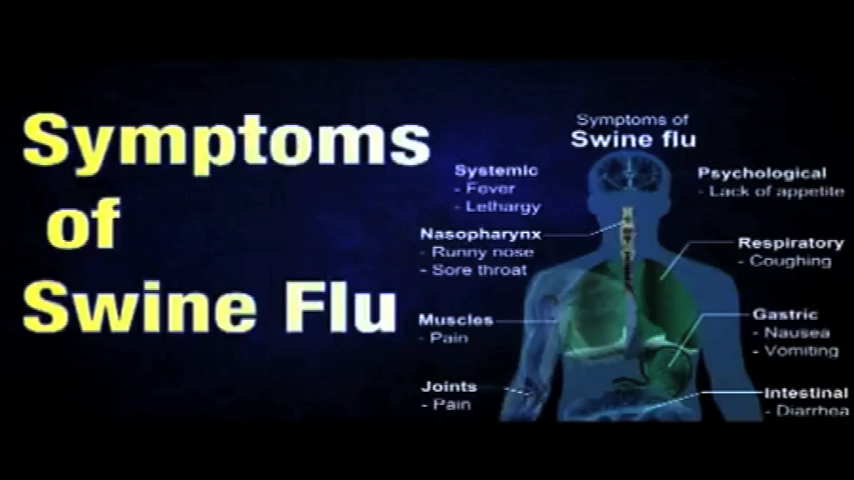 Symptoms
of
Swine Flu
Symptoms of
Swine flu
Systemic
- Fever
- Lethargy
Nasopharynx
- Runny nose
- Sore throat
Muscles
- Pain
Joints
- Pain
Psychological
- Lack of appetite
Respiratory
- Coughing
Gastric
- Nausea
- Vomiting
Intestinal
- Diarrhea